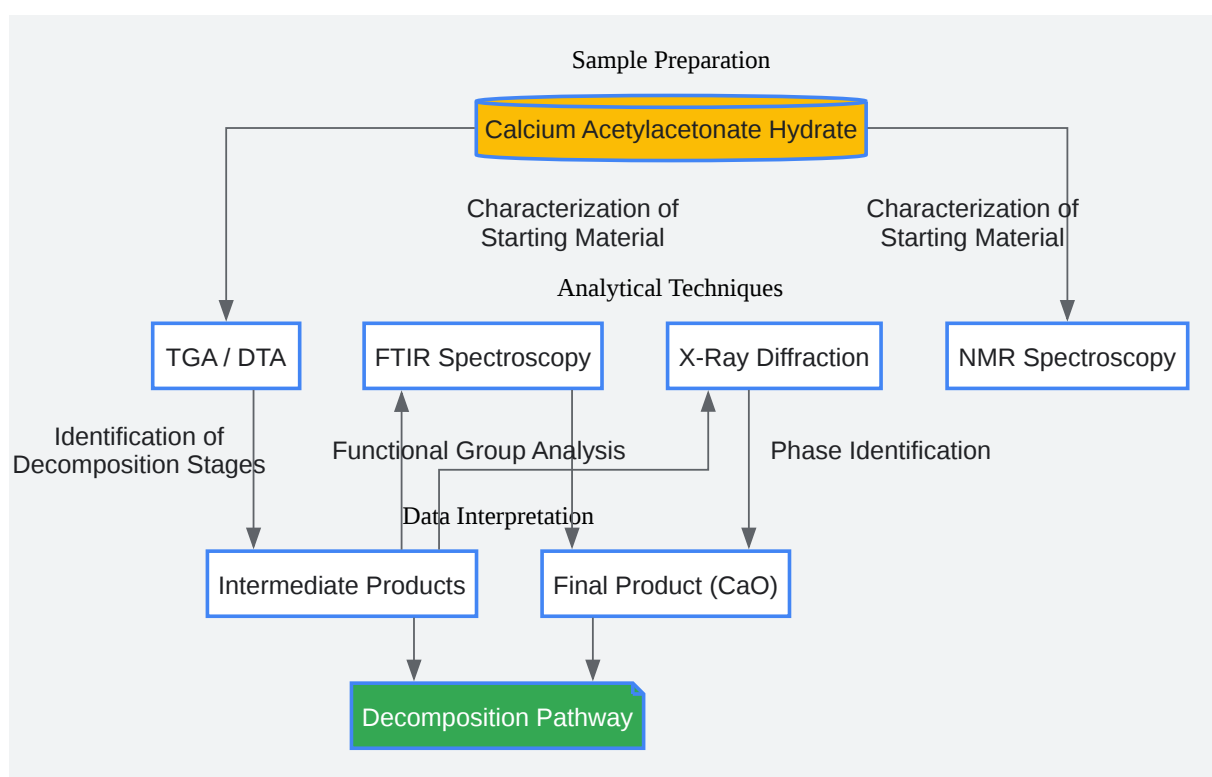 Sample Preparation
Calcium Acetylacetonate Hydrate
Characterization of
Starting Material
Characterization of
Starting Material
Analytical Techniques
TGA / DTA
FTIR Spectroscopy
X-Ray Diffraction
NMR Spectroscopy
Identification of
Decomposition Stages
Functional Group Analysis
Phase Identification
Data Interpretation
Intermediate Products
Final Product (CaO)
Decomposition Pathway